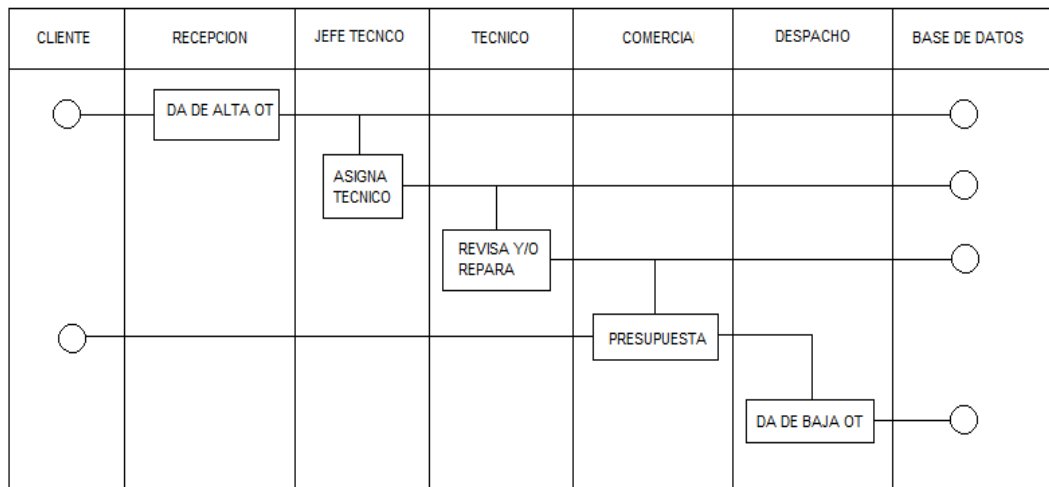 CLIENTE
RECEPCION
JEFE TECNCO
TECNICO
COMERCIAl
DESPACHO
BASE DE DATOS
DA DE ALTA OT
ASIGNA
TECNICO
REVISA Y/O
REPARA
PRESUPUESTA
DA DE BAJA OT